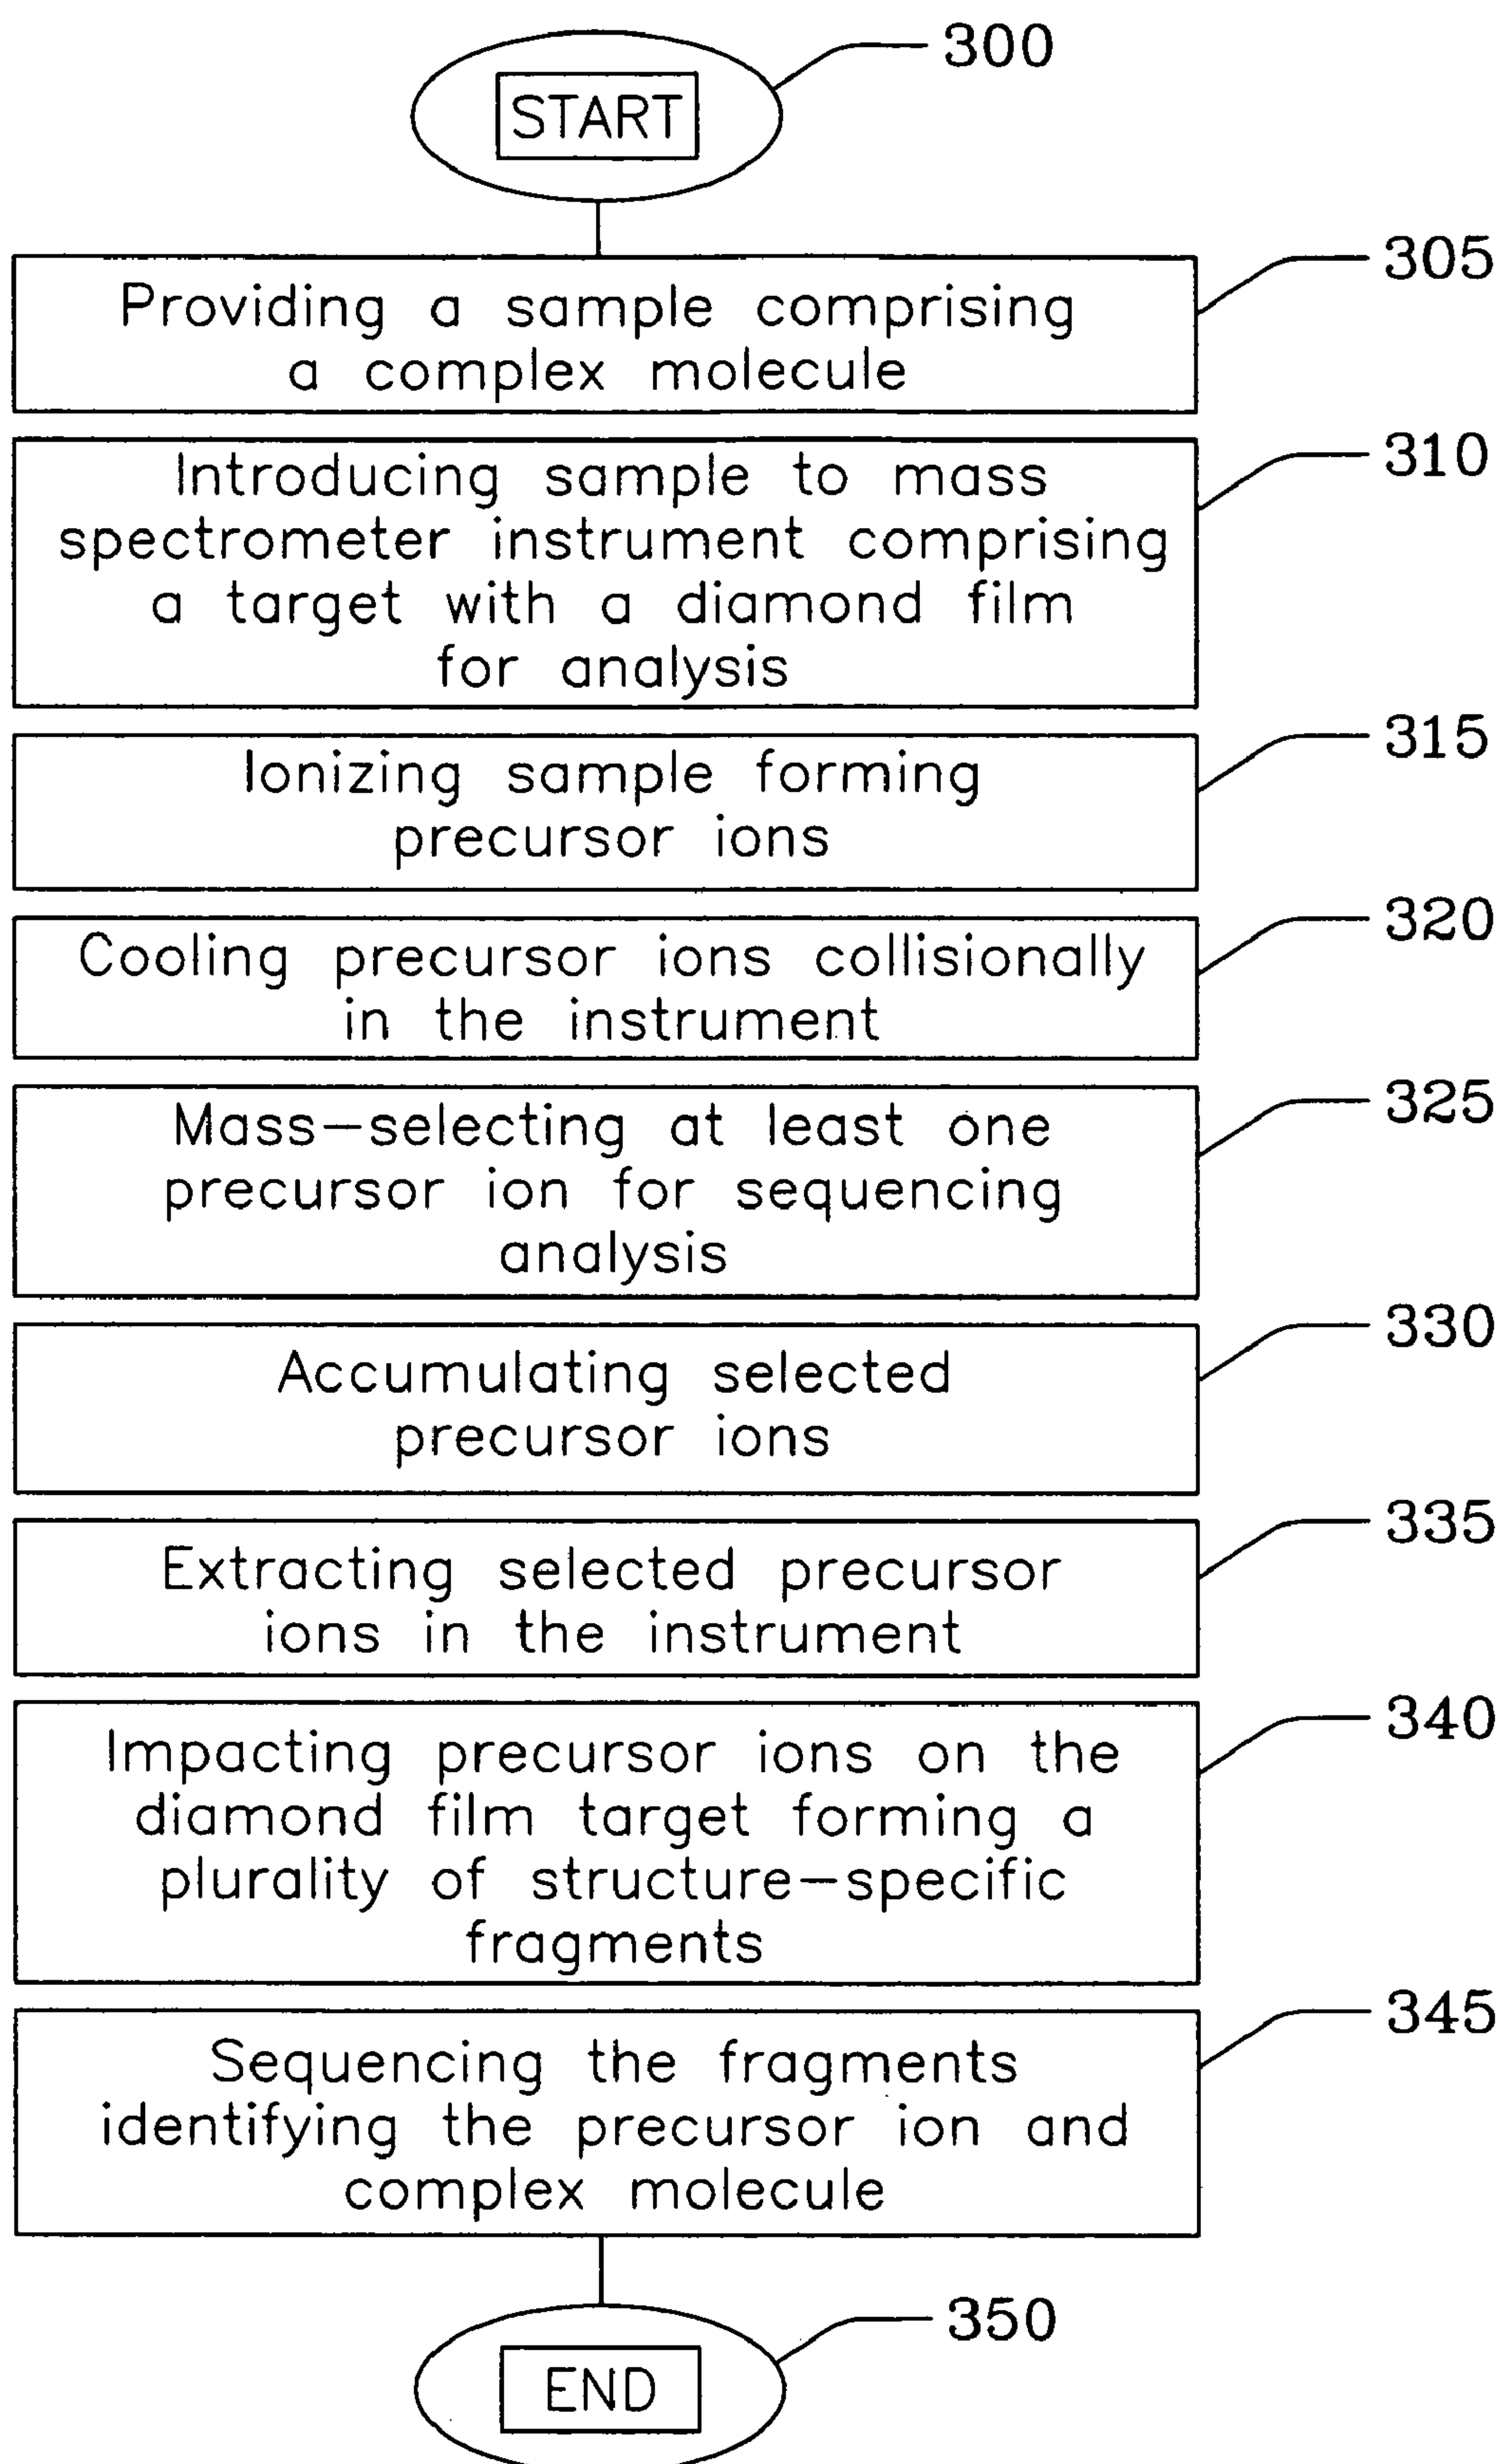 300
START
305
Providing a sample comprising
a complex molecule
310
Introducing sample to mass
spectrometer instrument comprising
a target with a diamond film
for analysis
315
Ionizing sample forming
precursor ions
320
Cooling precursor ions collisionally
in the instrument
325
Mass-selecting at least one
precursor ion for sequencing
analysis
330
Accumulating selected
precursor ions
335
Extracting selected precursor
ions in the instrument
340
Impacting precursor ions on the
diamond film target forming a
plurality of structure-specific
fragments
345
Sequencing the fragments
identifying the precursor ion and
complex molecule
350
END